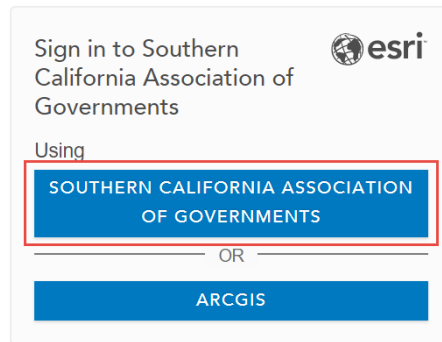 Sign in to Southern
California Association of
Governments
esri
Using
SOUTHERN CALIFORNIA ASSOCIATION
OF GOVERNMENTS
OR
ARCGIS